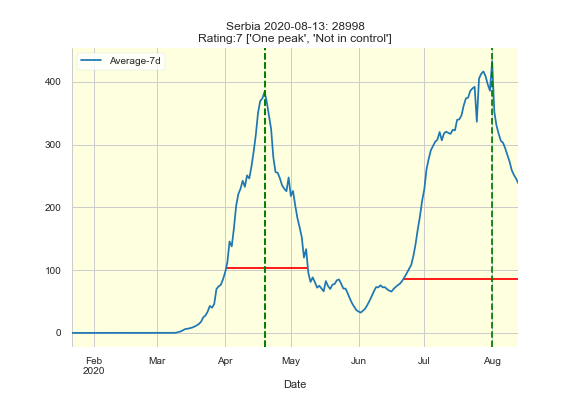 Serbia 2020-08-13: 28998
Rating:7 ['One peak', 'Not in control']
Average-7d
400
300
200
100
0
Feb Mar Apr May Jun Jul Aug
2020
Date